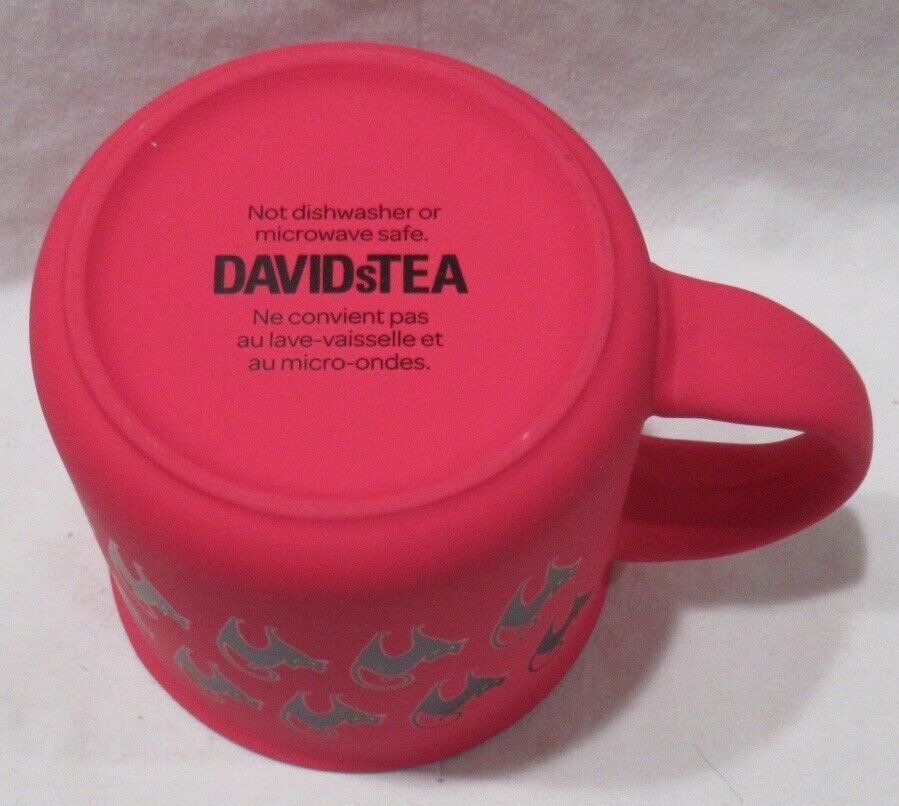 Not dishwasher or
microwave safe.
DAVIDsTEA
Ne convient pas
au lave-vaisselle et
au micro-ondes.